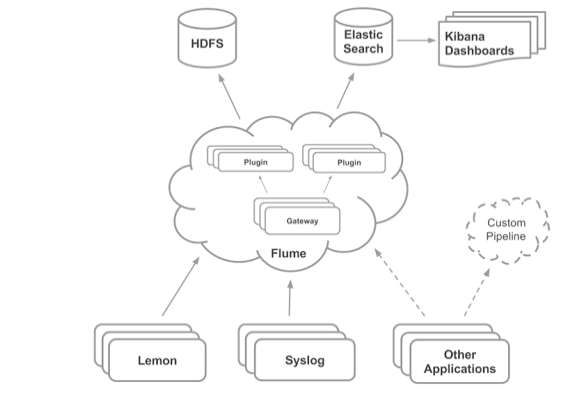 HDFS
Elastic
Search
Kibana
Dashboards
Plugin
Plugin
Gateway
Flume
Custom
Pipeline
Lemon
Syslog
Other
Applications